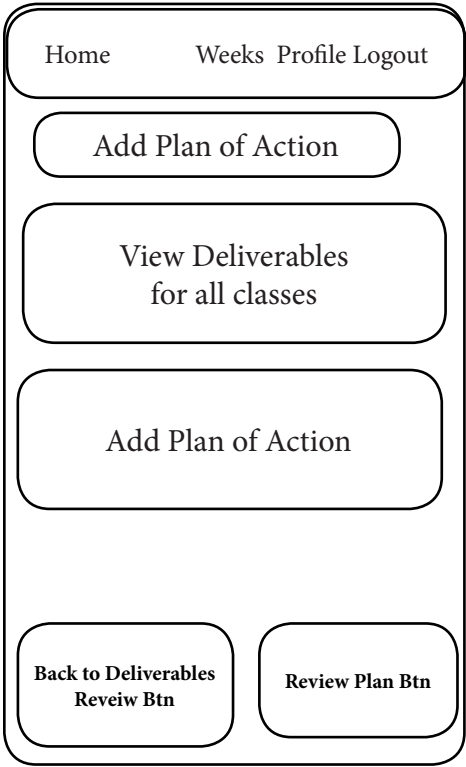 Home Weeks Profile Logout
Add Plan of Action
View Deliverables
for all classes
Add Plan of Action
Back to Deliverables
Reveiw Btn
Review Plan Btn